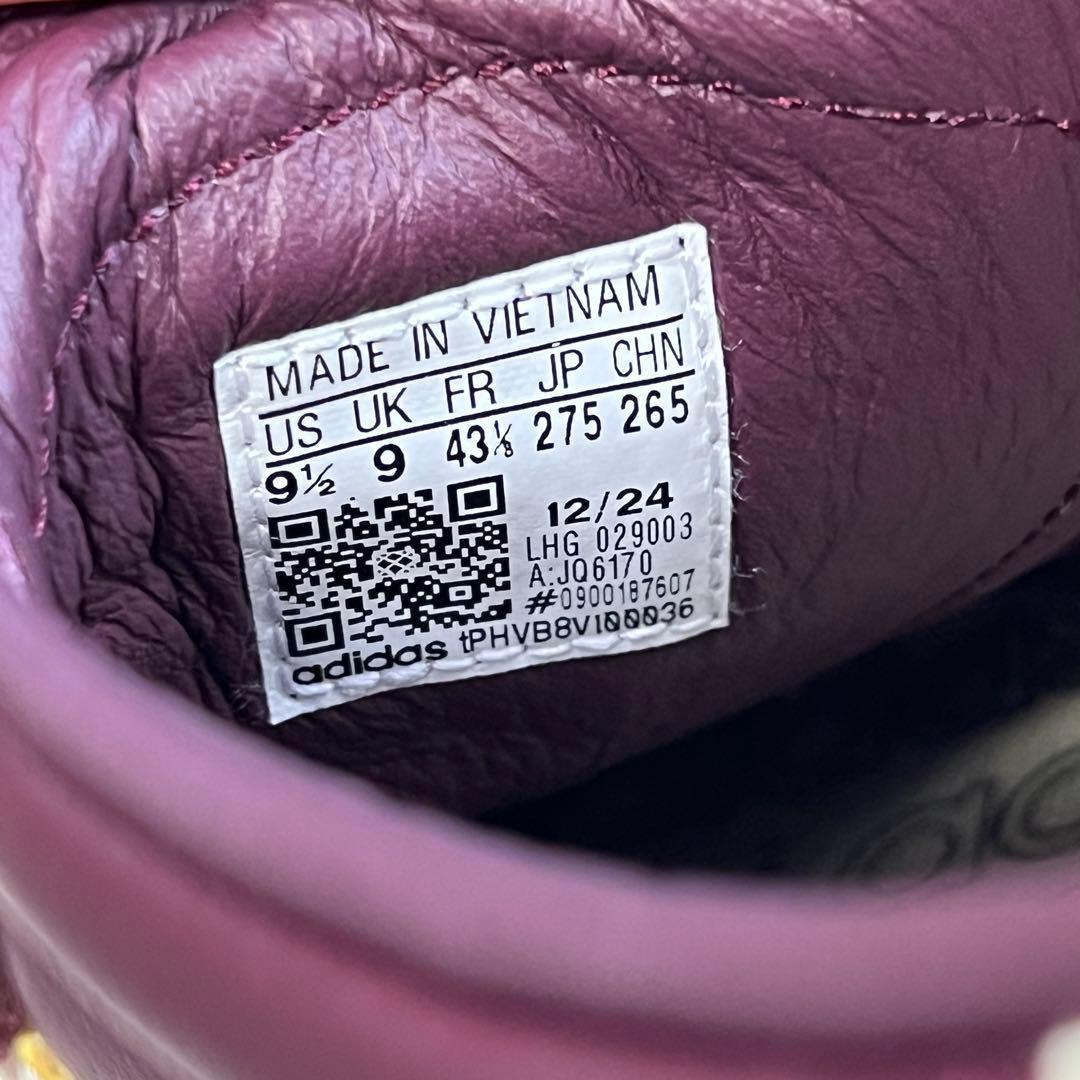 MADE IN VIETNAM
US UK FR JP CHN
9½ 9 43⅓ 275 265
12/24
LHG 029003
A:JQ6170
#0900187607
adidas tPHVB8VI00036